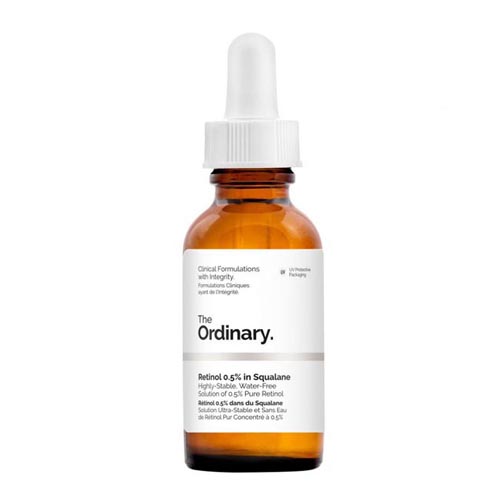 Clinical Formulations
with Integrity.
Formulations Cliniques
ayant de l'Intégrité.
UV Protective
Packaging
The
Ordinary.
Retinol 0.5% in Squalane
Highly-Stable, Water-Free
Solution of 0.5% Pure Retinol
Rétinol 0.5% dans du Squalane
Solution Ultra-Stable et Sans Eau
de Rétinol Pur Concentré à 0.5%